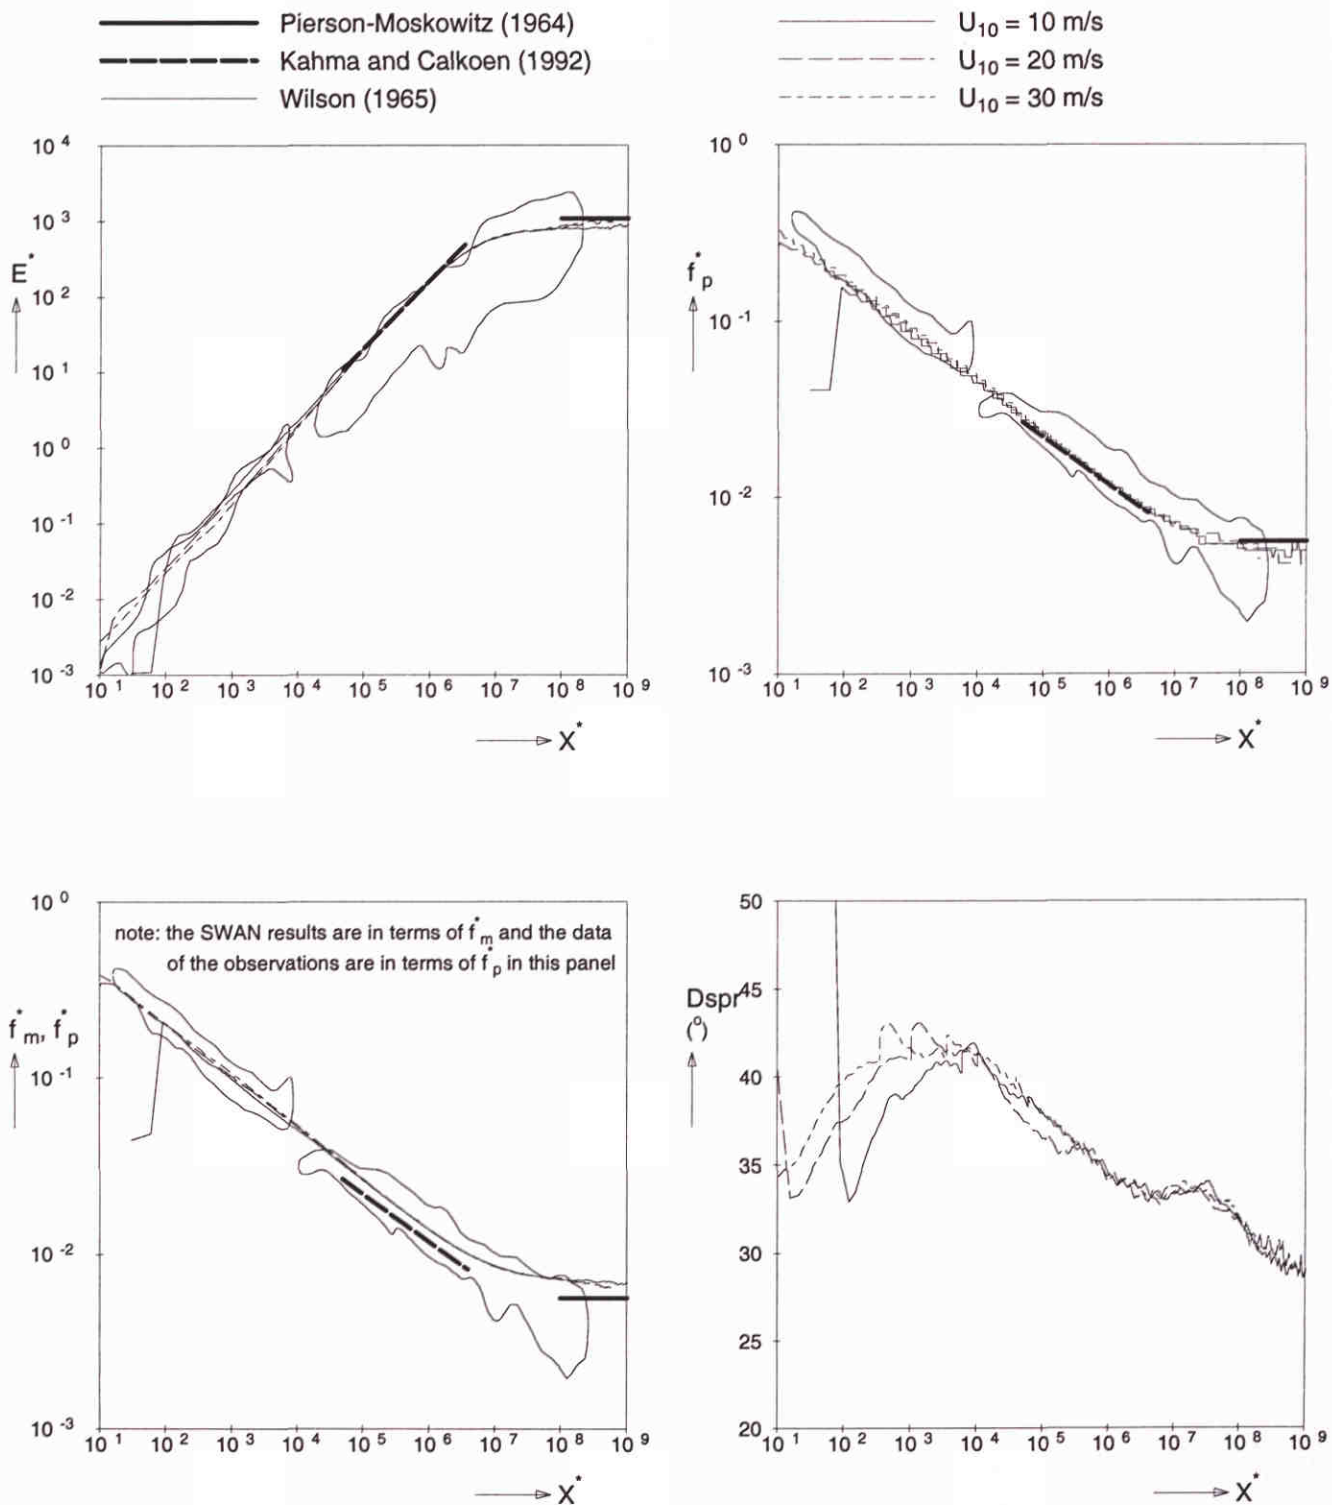 Pierson-Moskowitz (1964)
Kahma and Calkoen (1992)
Wilson (1965)
U10 = 10 m/s
U10 = 20 m/s
U10 = 30 m/s
10 4
10 3
E*
10 2
10 1
10 0
10 -1
10 -2
10 -3
10 1 10 2 10 3 10 4 10 5 10 6 10 7 10 8 10 9
X*
10 0
f*p
10 -1
10 -2
10 -3
10 1 10 2 10 3 10 4 10 5 10 6 10 7 10 8 10 9
X*
10 0
note: the SWAN results are in terms of f*m and the data
of the observations are in terms of f*p in this panel
f*m, f*p
10 -1
10 -2
10 -3
10 1 10 2 10 3 10 4 10 5 10 6 10 7 10 8 10 9
X*
50
Dspr 45
(°)
40
35
30
25
20
10 1 10 2 10 3 10 4 10 5 10 6 10 7 10 8 10 9
X*